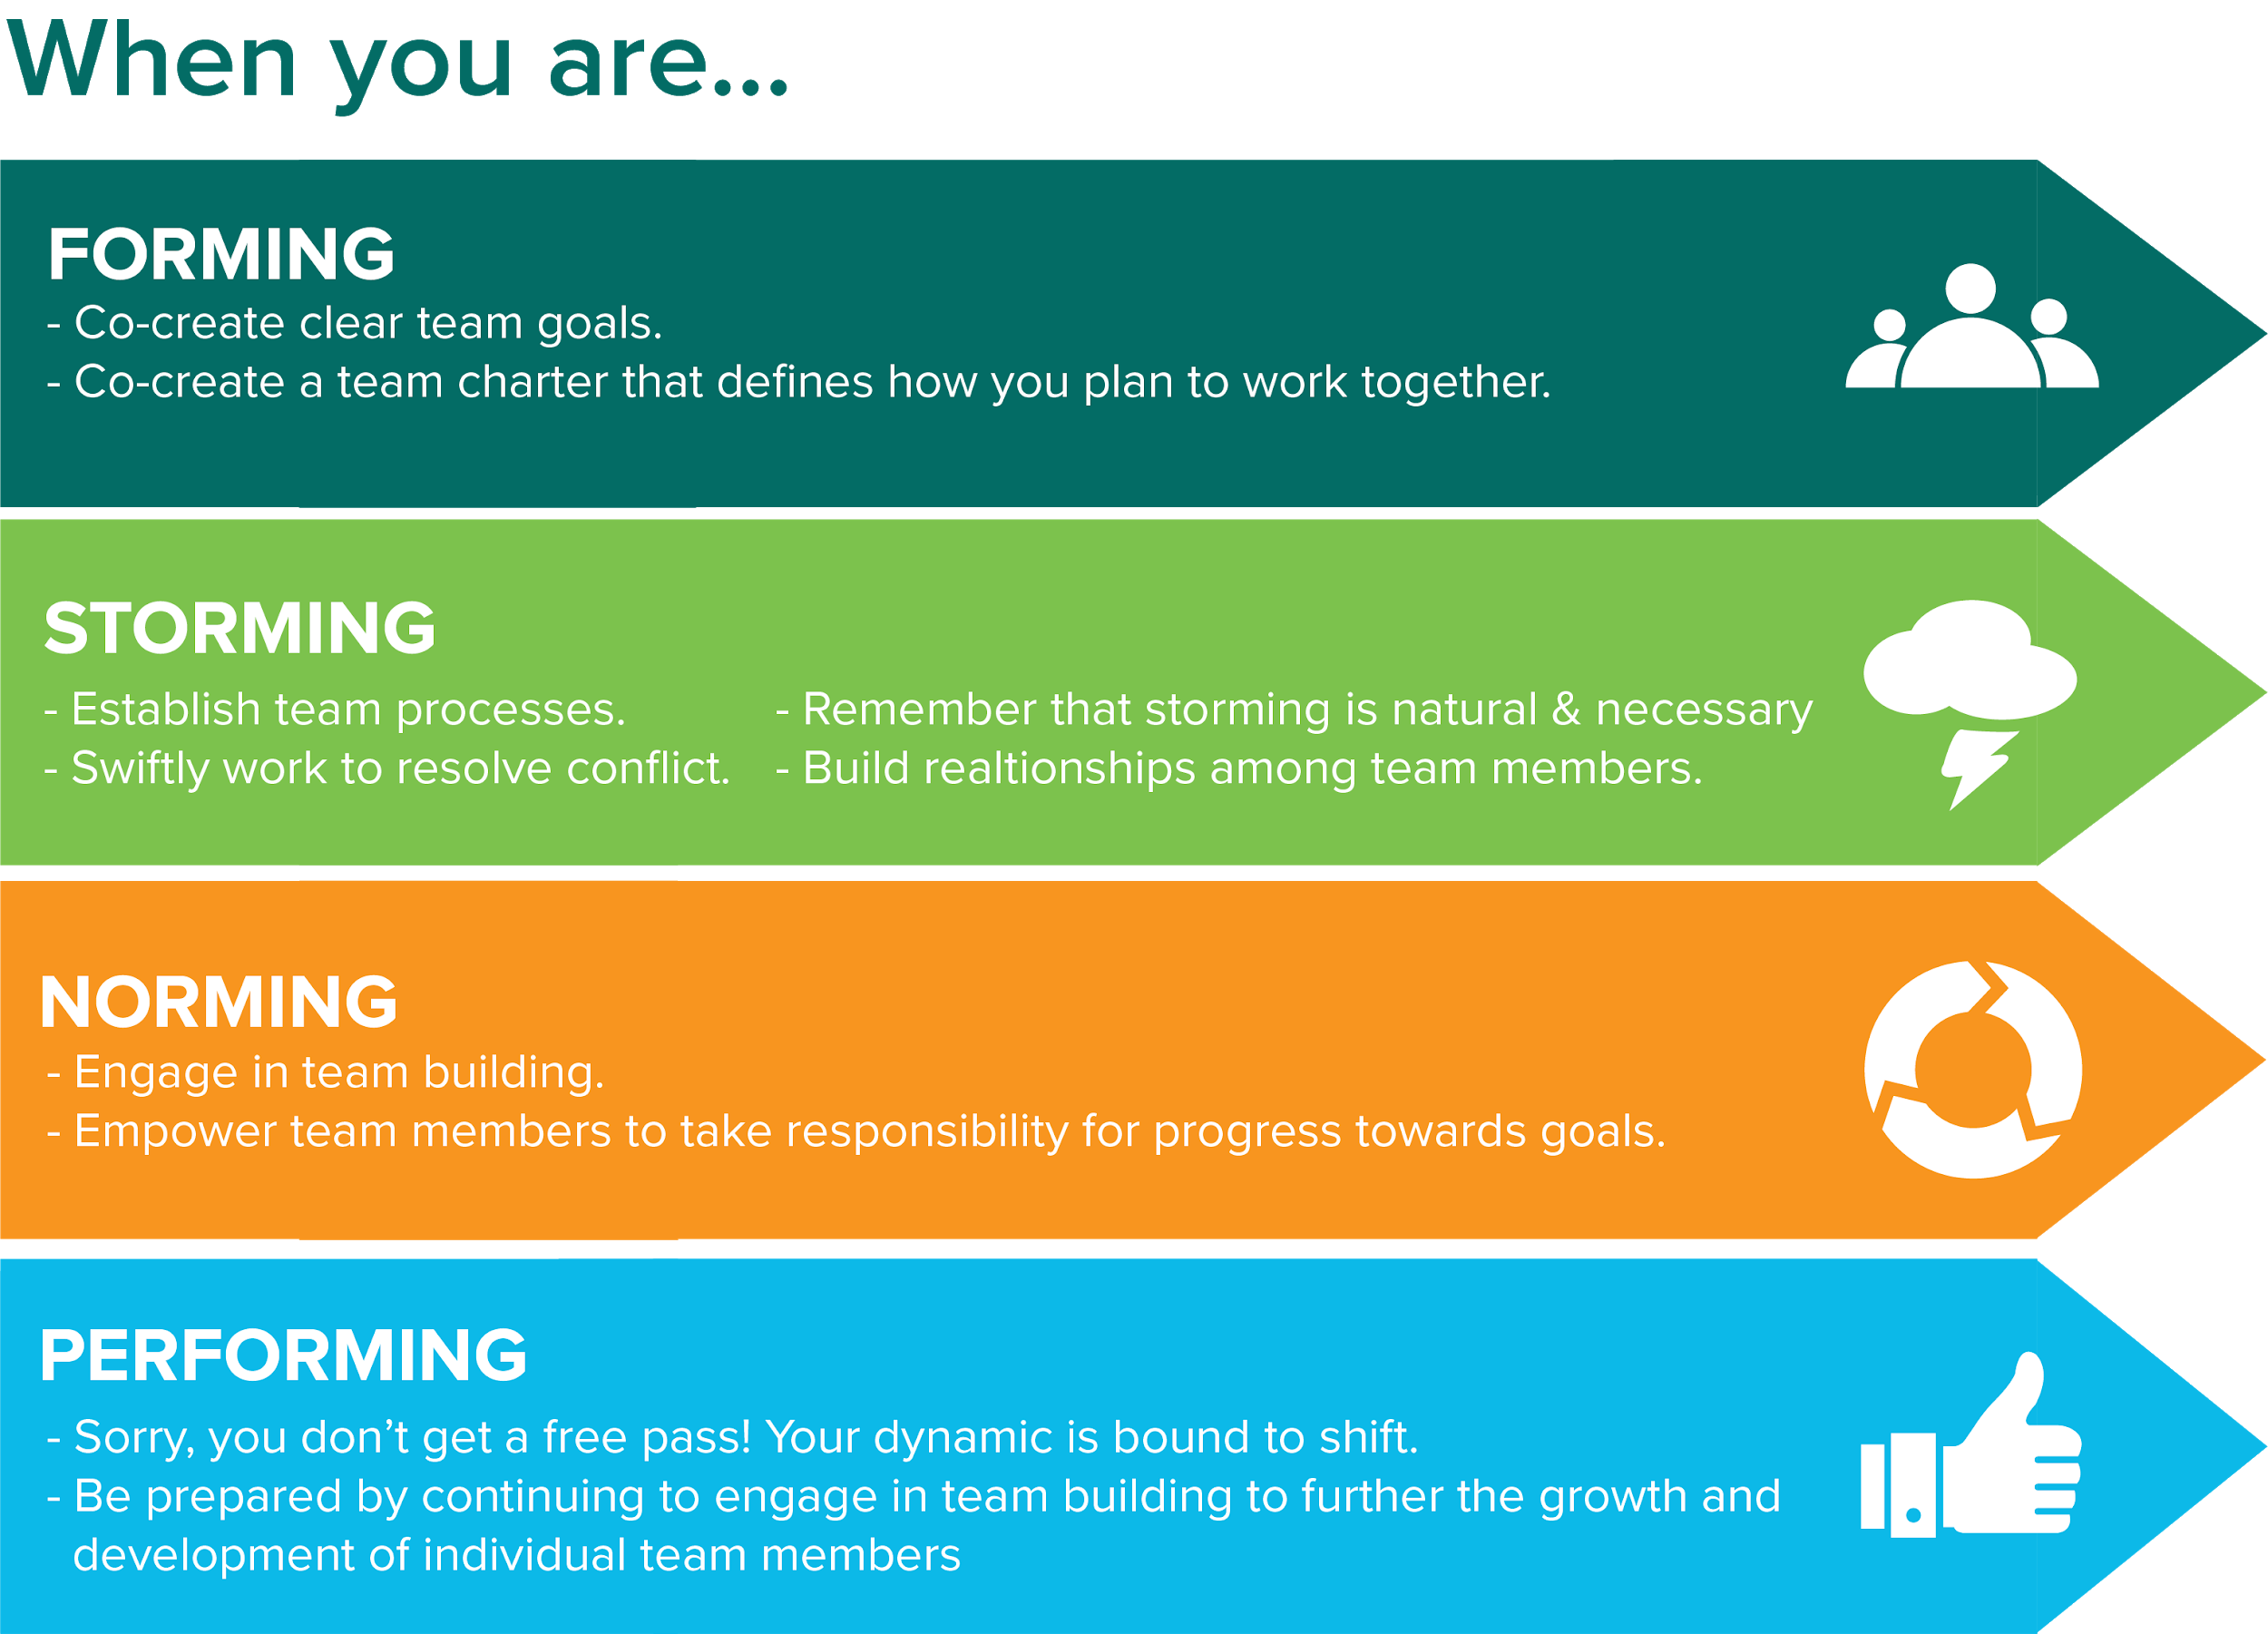 When you are...
FORMING
- Co-create clear team goals.
- Co-create a team charter that defines how you plan to work together.
STORMING
- Establish team processes.
- Swiftly work to resolve conflict.
- Remember that storming is natural & necessary
- Build realtionships among team members.
NORMING
- Engage in team building.
- Empower team members to take responsibility for progress towards goals.
PERFORMING
- Sorry, you don’t get a free pass! Your dynamic is bound to shift.
- Be prepared by continuing to engage in team building to further the growth and
development of individual team members